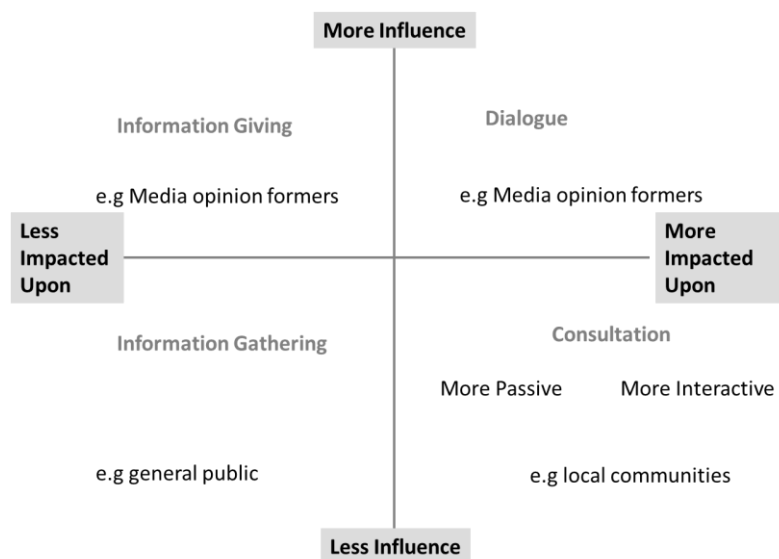 More Influence
Information Giving
Dialogue
e.g Media opinion formers
e.g Media opinion formers
Less
Impacted
Upon
More
Impacted
Upon
Information Gathering
Consultation
More Passive
More Interactive
e.g general public
e.g local communities
Less Influence